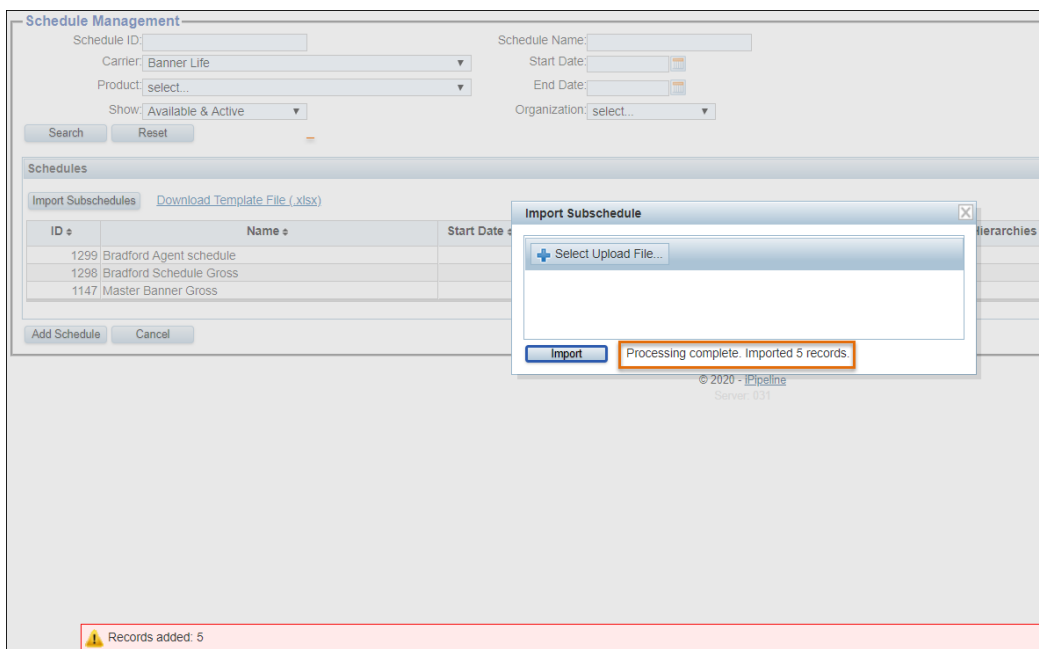 Schedule Management
Schedule ID: Schedule Name:
Carrier: Banner Life Start Date:
Product: select... End Date:
Show: Available & Active Organization: select...
Search Reset
Schedules
Import Subschedules Download Template File (.xlsx)
Import Subschedule
ID Name Start Date Hierarchies
Select Upload File...
1299 Bradford Agent schedule
1298 Bradford Schedule Gross
1147 Master Banner Gross
Add Schedule Cancel
Import Processing complete. Imported 5 records.
© 2020 - iPipeline
Server: 031
Records added: 5